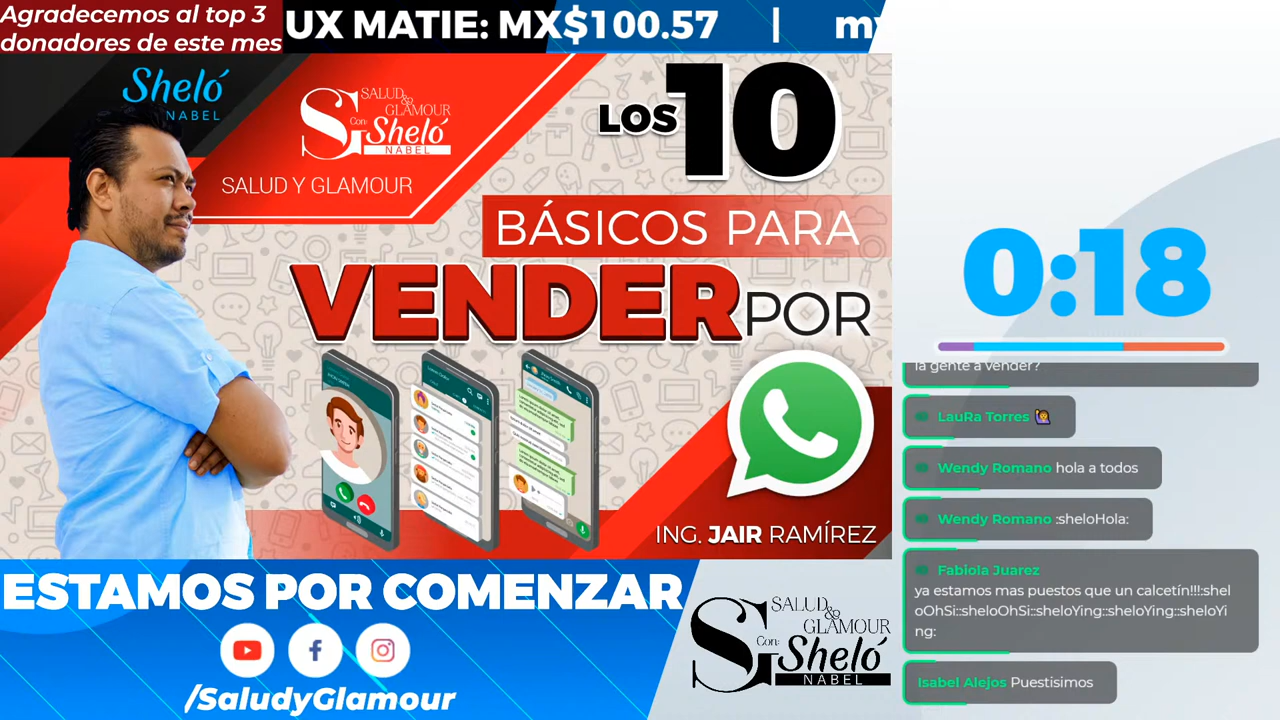 Agradecemos al top 3
donadores de este mes
UX MATIE: MX$100.57 | my
Sheló
NABEL
SALUD
&
GLAMOUR
Con:
Sheló
NABEL
SALUD Y GLAMOUR
LOS 10
BÁSICOS PARA
VENDER POR
ING. JAIR RAMÍREZ
ESTAMOS POR COMENZAR
/SaludyGlamour
SALUD
&
GLAMOUR
Con:
Sheló
NABEL
0:18
la gente a vender?
LauRa Torres 🙋
Wendy Romano hola a todos
Wendy Romano :sheloHola:
Fabiola Juarez
ya estamos mas puestos que un calcetín!!!:shel
oOhSi::sheloOhSi::sheloYing::sheloYing::sheloYi
ng:
Isabel Alejos Puestisimos